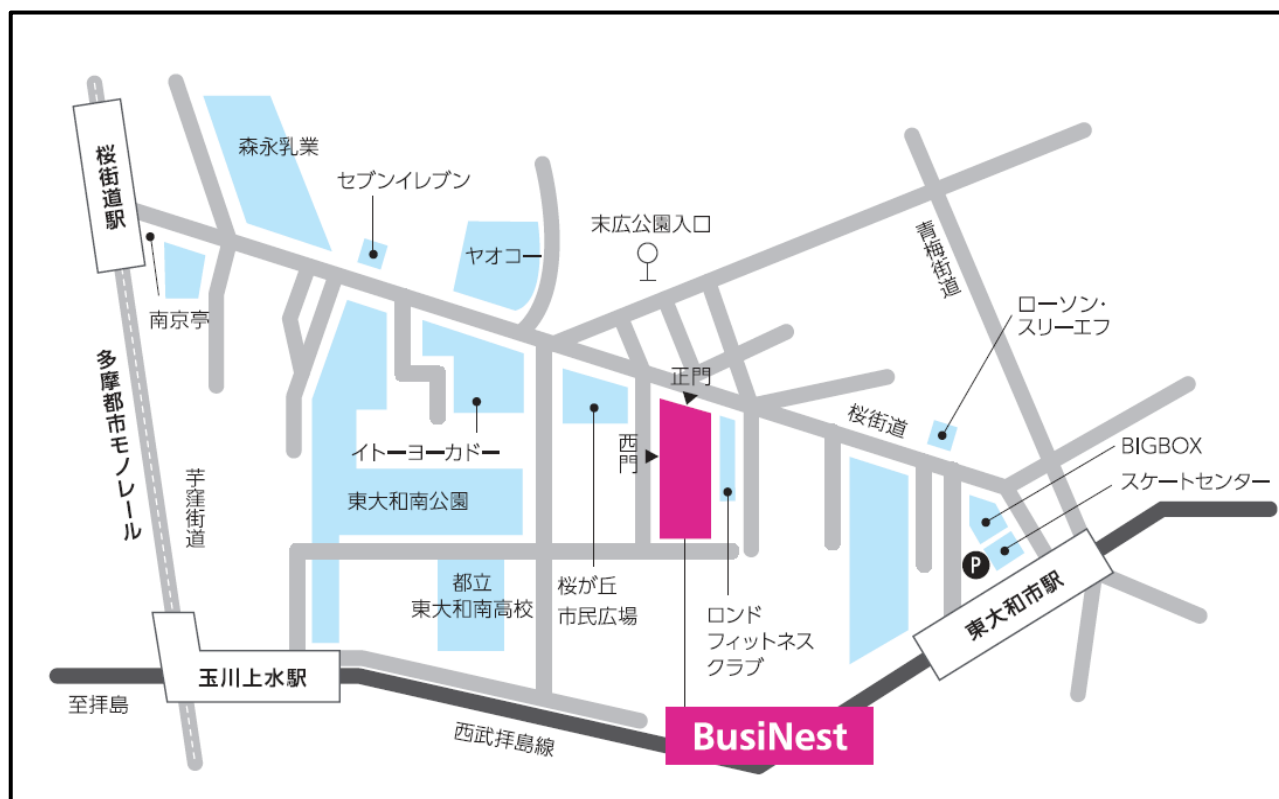 森永乳業
桜街道駅
セブンイレブン
末広公園入口
ヤオコー
青梅街道
南京亭
ローソン・
スリーエフ
多摩都市モノレール
正門
桜街道
西門
イトーヨーカドー
BIGBOX
スケートセンター
東大和南公園
芋窪街道
P
都立
東大和南高校
桜が丘
市民広場
ロンド
フィットネス
クラブ
東大和市駅
玉川上水駅
至拝島
西武拝島線
BusiNest